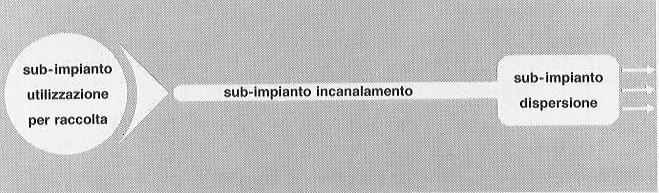 sub-impianto
utilizzazione
per raccolta
sub-impianto incanalamento
sub-impianto
dispersione